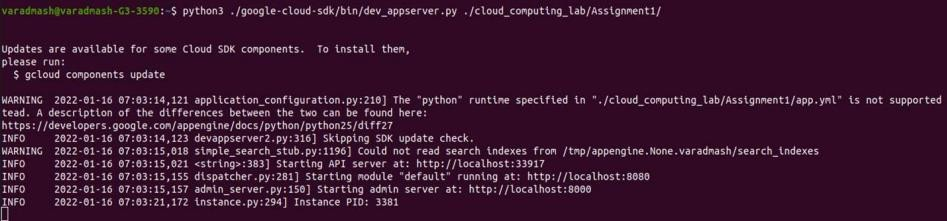 varadmash@varadmash-G3-3590:~$ python3 ./google-cloud-sdk/bin/dev_appserver.py ./cloud_computing_lab/Assignment1/
Updates are available for some Cloud SDK components.  To install them,
please run:
  $ gcloud components update
WARNING  2022-01-16 07:03:14,121 application_configuration.py:210] The "python" runtime specified in "./cloud_computing_lab/Assignment1/app.yml" is not supported
tead. A description of the differences between the two can be found here:
https://developers.google.com/appengine/docs/python/python25/diff27
INFO     2022-01-16 07:03:14,123 devappserver2.py:316] Skipping SDK update check.
WARNING  2022-01-16 07:03:15,018 simple_search_stub.py:1196] Could not read search indexes from /tmp/appengine.None.varadmash/search_indexes
INFO     2022-01-16 07:03:15,021 <string>:383] Starting API server at: http://localhost:33917
INFO     2022-01-16 07:03:15,155 dispatcher.py:281] Starting module "default" running at: http://localhost:8080
INFO     2022-01-16 07:03:15,157 admin_server.py:150] Starting admin server at: http://localhost:8000
INFO     2022-01-16 07:03:21,172 instance.py:294] Instance PID: 3381